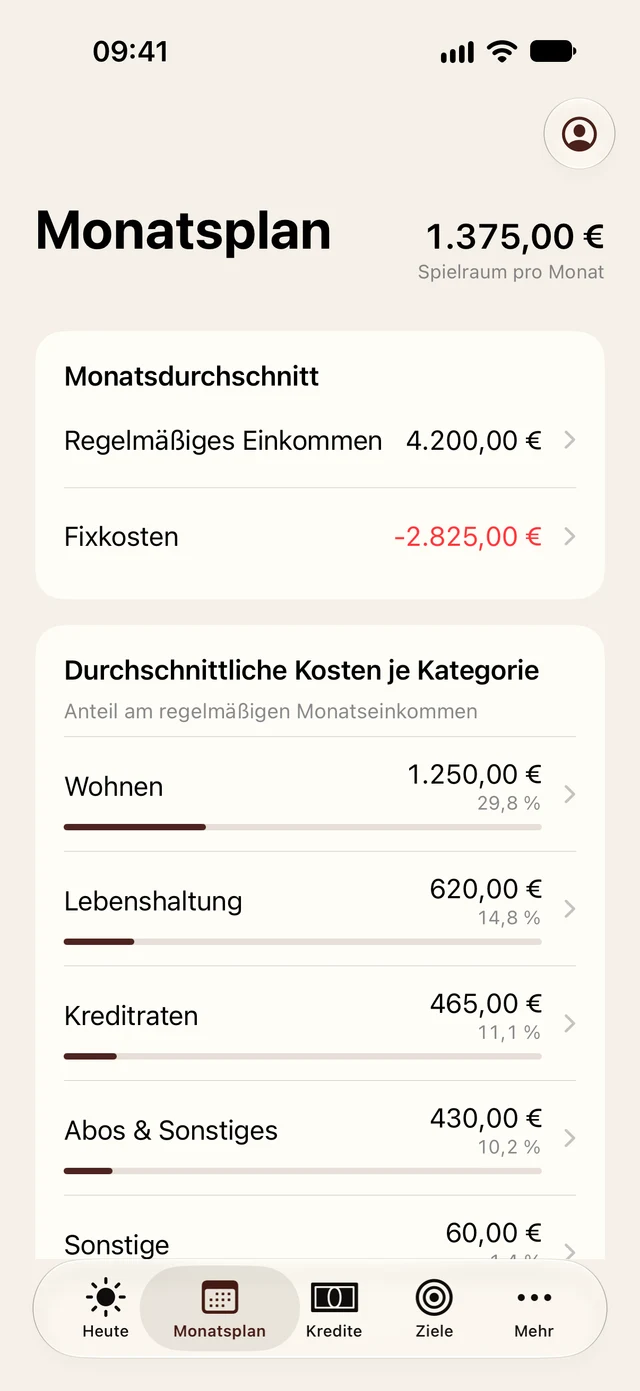 09:41
Monatsplan
1.375,00 €
Spielraum pro Monat
Monatsdurchschnitt
Regelmäßiges Einkommen 4.200,00 €
Fixkosten -2.825,00 €
Durchschnittliche Kosten je Kategorie
Anteil am regelmäßigen Monatseinkommen
Wohnen 1.250,00 €
29,8 %
Lebenshaltung 620,00 €
14,8 %
Kreditraten 465,00 €
11,1 %
Abos & Sonstiges 430,00 €
10,2 %
Sonstige 60,00 €
Heute Monatsplan Kredite Ziele Mehr